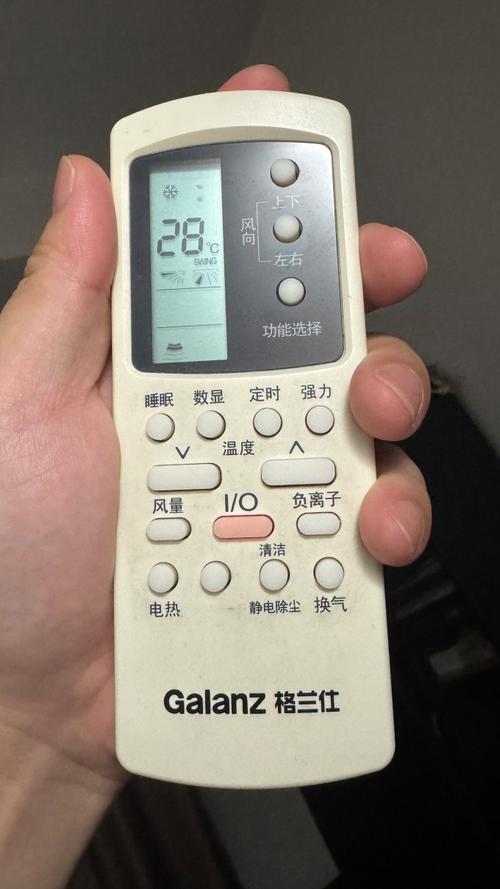 28℃
SWING
上下
风向
左右
功能选择
睡眠 数显 定时 强力
温度
风量 I/O 负离子
清洁
电热 静电除尘 换气
Galanz 格兰仕